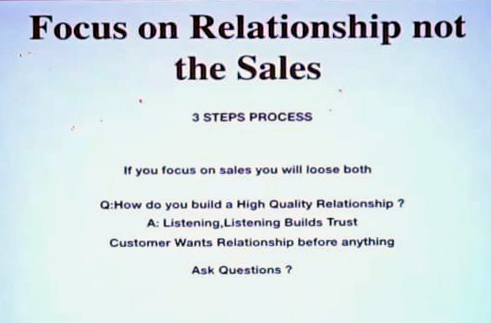 Focus on Relationship not
the Sales
3 STEPS PROCESS
If you focus on sales you will loose both
Q:How do you build a High Quality Relationship ?
A: Listening,Listening Builds Trust
Customer Wants Relationship before anything
Ask Questions ?